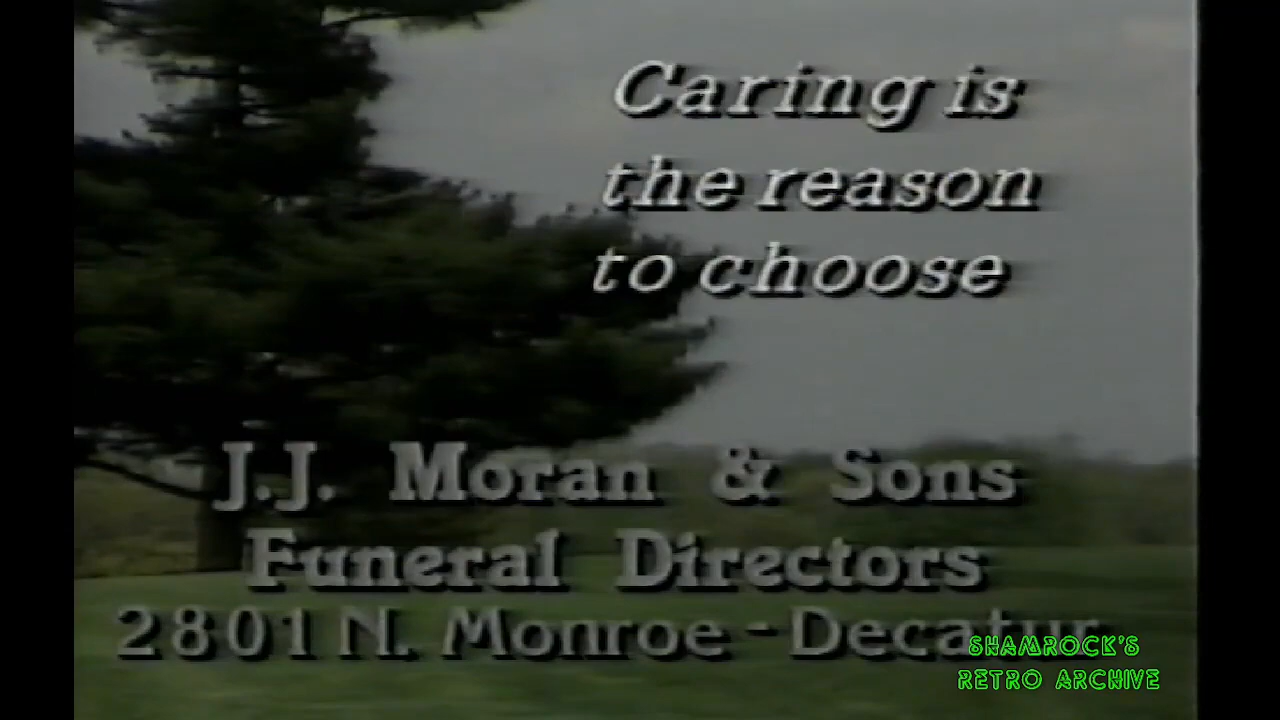 Caring is
the reason
to choose
J.J. Moran & Sons
Funeral Directors
2801 N. Monroe - Decatur
SHAMROCK'S
RETRO ARCHIVE